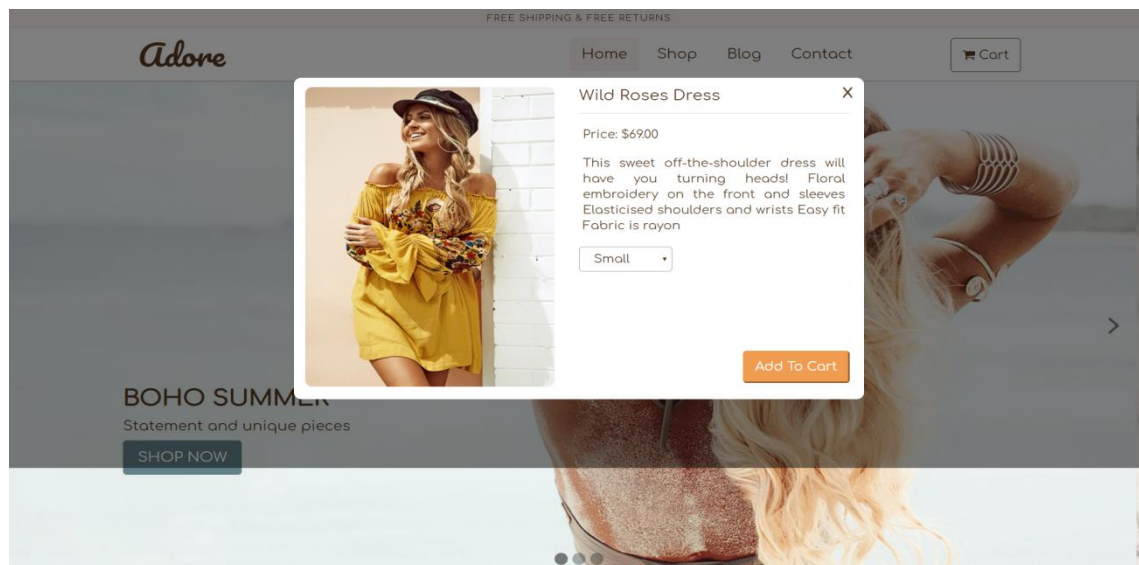 FREE SHIPPING & FREE RETURNS
Adore
Home Shop Blog Contact
Cart
Wild Roses Dress X
Price: $69.00
This sweet off-the-shoulder dress will
have you turning heads! Floral
embroidery on the front and sleeves
Elasticised shoulders and wrists Easy fit
Fabric is rayon
Small
Add To Cart
BOHO SUMMER
Statement and unique pieces
SHOP NOW